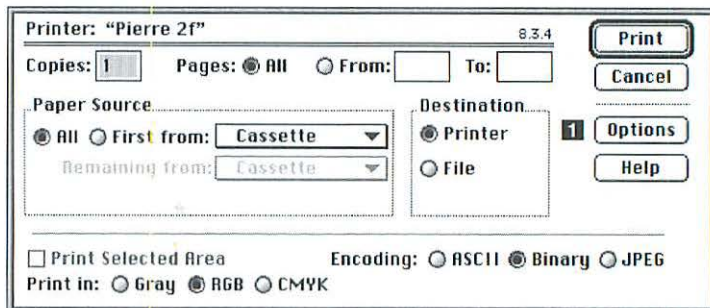 Printer: “Pierre 2f” 8.3.4 Print
Copies: 1 Pages: All From: To: Cancel
Paper Source Destination
All First from: Cassette Printer 1 Options
Remaining from: Cassette File Help
Print Selected Area Encoding: ASCII Binary JPEG
Print in: Gray RGB CMYK